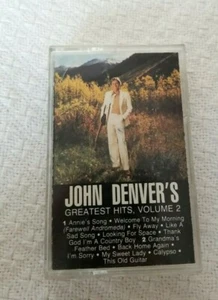 JOHN DENVER'S
GREATEST HITS, VOLUME 2
1 Annie's Song • Welcome To My Morning
(Farewell Andromeda) • Fly Away • Like A
Sad Song • Looking For Space • Thank
God I'm A Country Boy 2 Grandma's
Feather Bed • Back Home Again •
I'm Sorry • My Sweet Lady • Calypso •
This Old Guitar